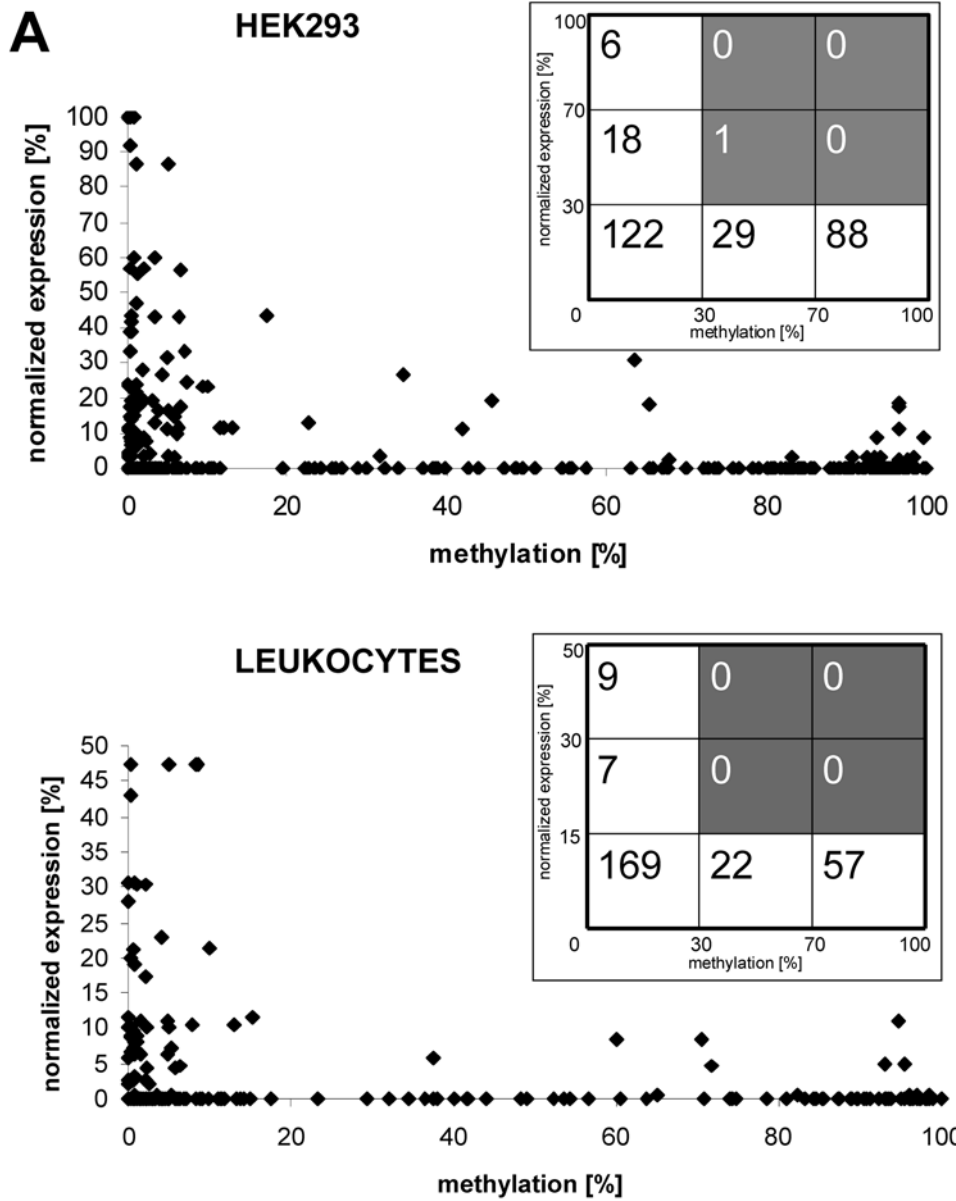 A
HEK293
normalized expression [%]
100
90
80
70
60
50
40
30
20
10
0
0 20 40 60 80 100
methylation [%]
normalized expression [%]
100
70
30
0
6 0 0
18 1 0
122 29 88
30 70 100
methylation [%]
LEUKOCYTES
normalized expression [%]
50
45
40
35
30
25
20
15
10
5
0
0 20 40 60 80 100
methylation [%]
normalized expression [%]
50
30
15
0
9 0 0
7 0 0
169 22 57
30 70 100
methylation [%]